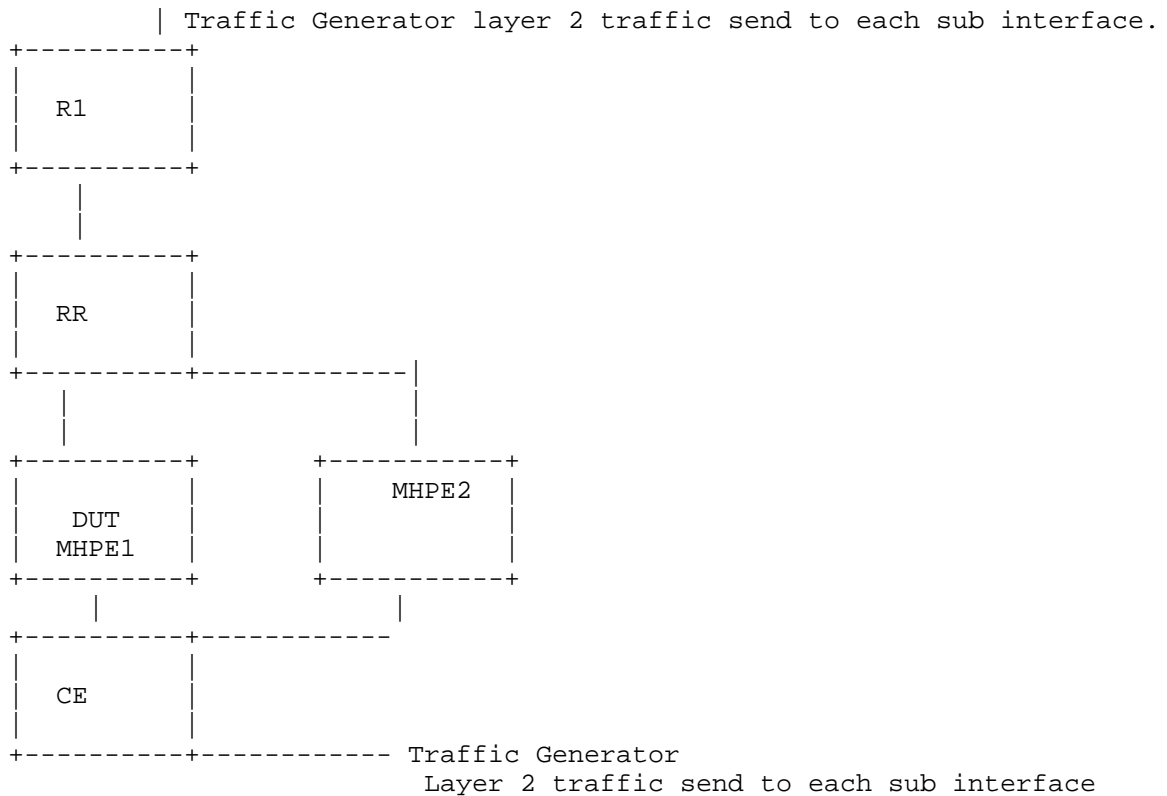 Traffic Generator layer 2 traffic send to each sub interface.
R1
RR
MHPE2
DUT
MHPE1
CE
Traffic Generator
Layer 2 traffic send to each sub interface